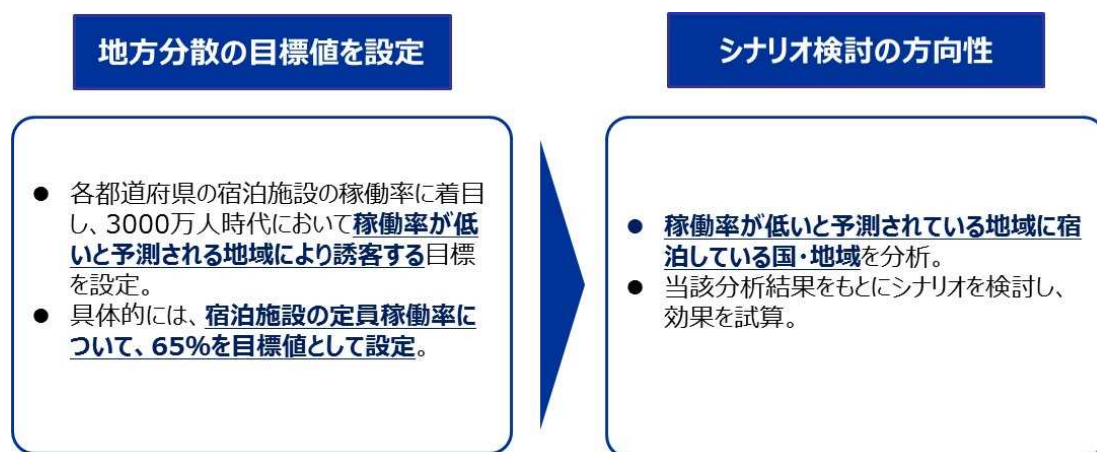 地方分散の目標値を設定
● 各都道府県の宿泊施設の稼働率に着目
し、3000万人時代において稼働率が低
いと予測される地域により誘客する目標
を設定。
● 具体的には、宿泊施設の定員稼働率に
ついて、65%を目標値として設定。
シナリオ検討の方向性
● 稼働率が低いと予測されている地域に宿
泊している国・地域を分析。
● 当該分析結果をもとにシナリオを検討し、
効果を試算。